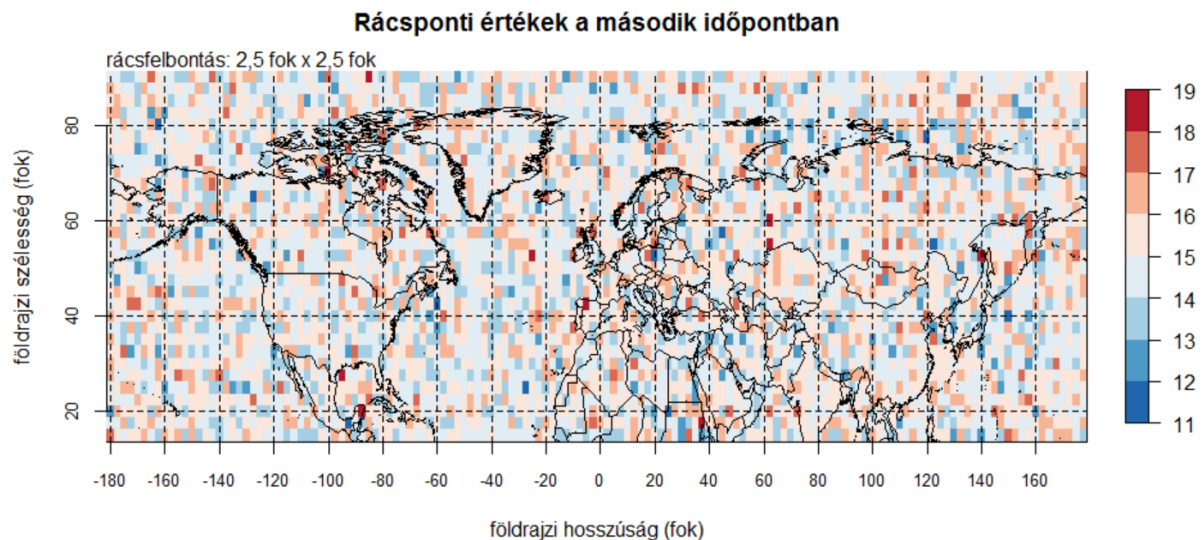 Rácsponti értékek a második időpontban
rácsfelbontás: 2,5 fok x 2,5 fok
földrajzi szélesség (fok)
80
60
40
20
-180 -160 -140 -120 -100 -80 -60 -40 -20 0 20 40 60 80 100 120 140 160
földrajzi hosszúság (fok)
19
18
17
16
15
14
13
12
11